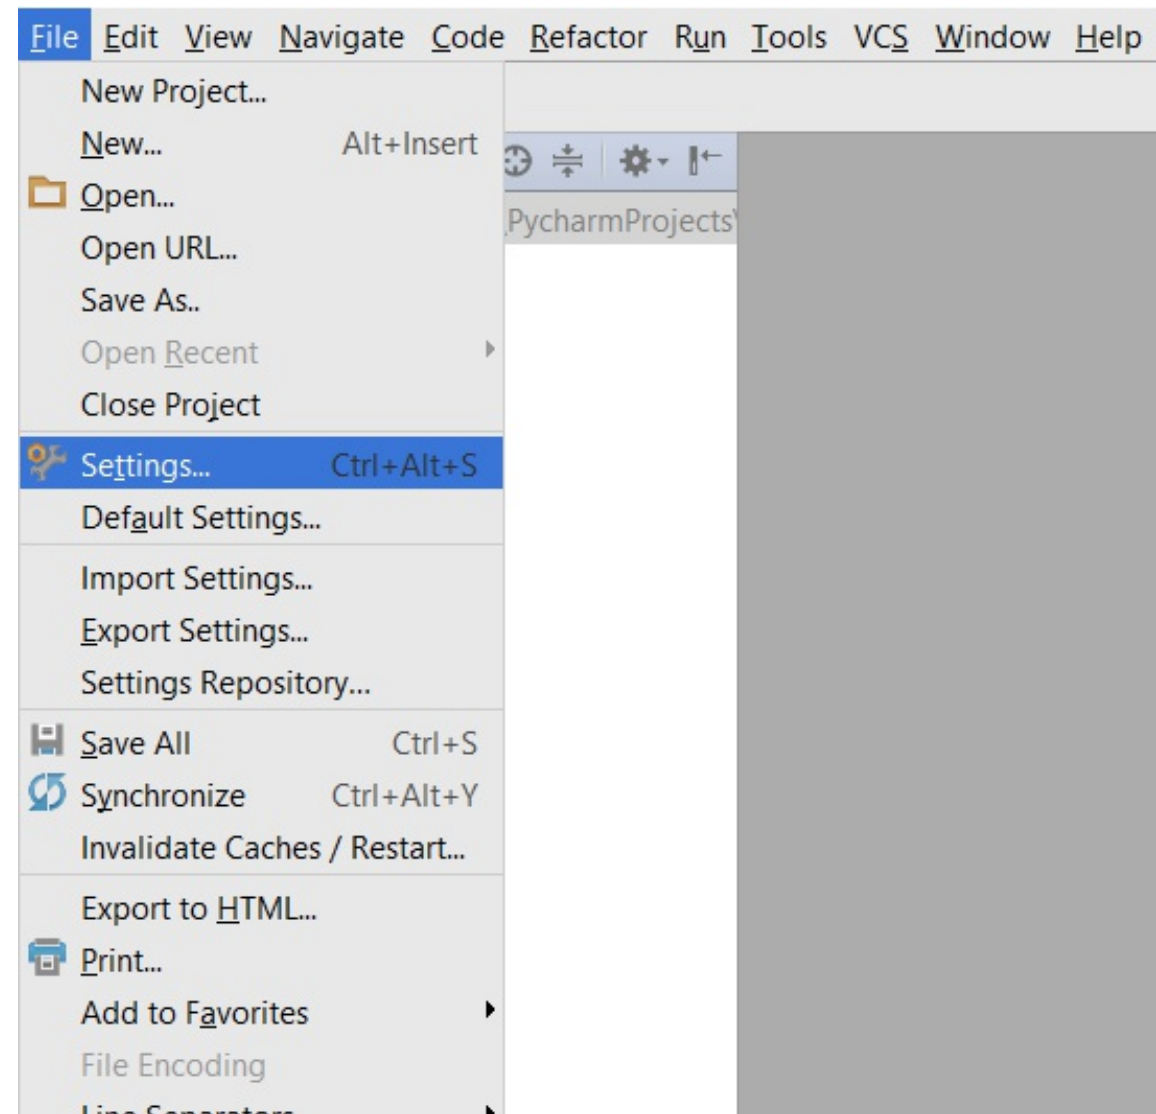 File Edit View Navigate Code Refactor Run Tools VCS Window Help
New Project...
New... Alt+Insert
Open...
PycharmProjects\
Open URL...
Save As..
Open Recent
Close Project
Settings... Ctrl+Alt+S
Default Settings...
Import Settings...
Export Settings...
Settings Repository...
Save All Ctrl+S
Synchronize Ctrl+Alt+Y
Invalidate Caches / Restart...
Export to HTML...
Print...
Add to Favorites
File Encoding
Line Separators